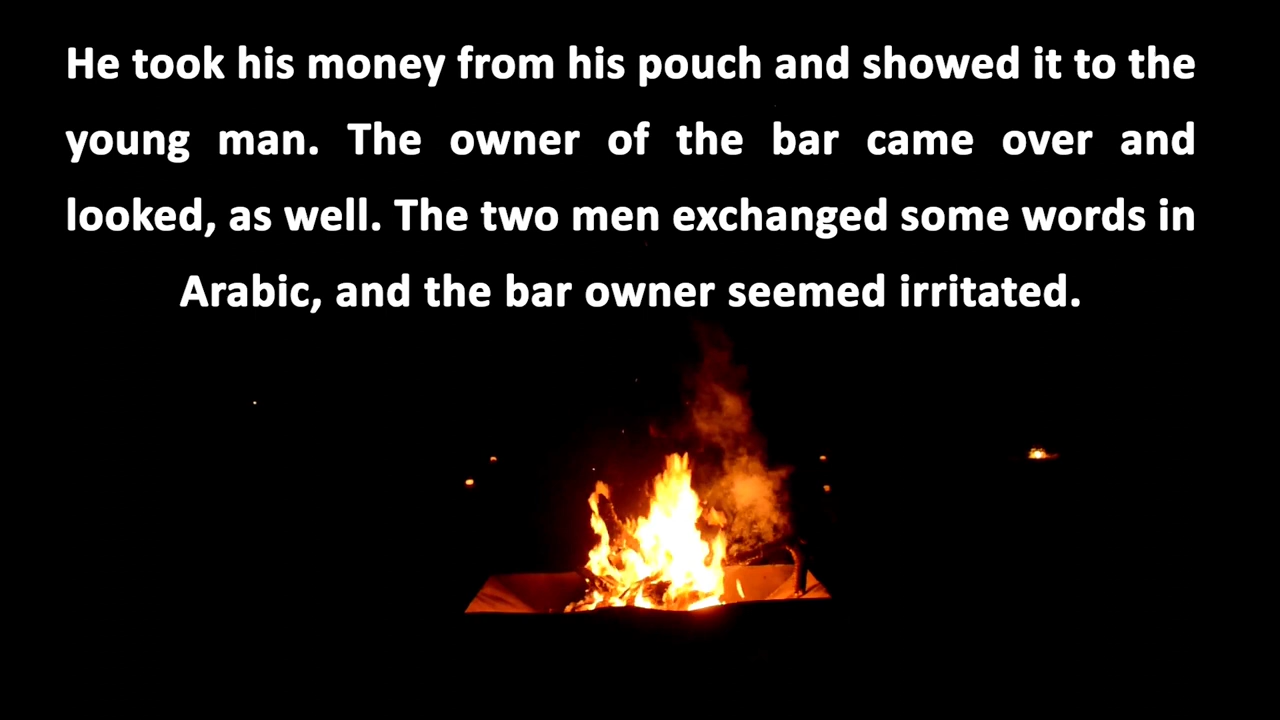 He took his money from his pouch and showed it to the
young man. The owner of the bar came over and
looked, as well. The two men exchanged some words in
Arabic, and the bar owner seemed irritated.